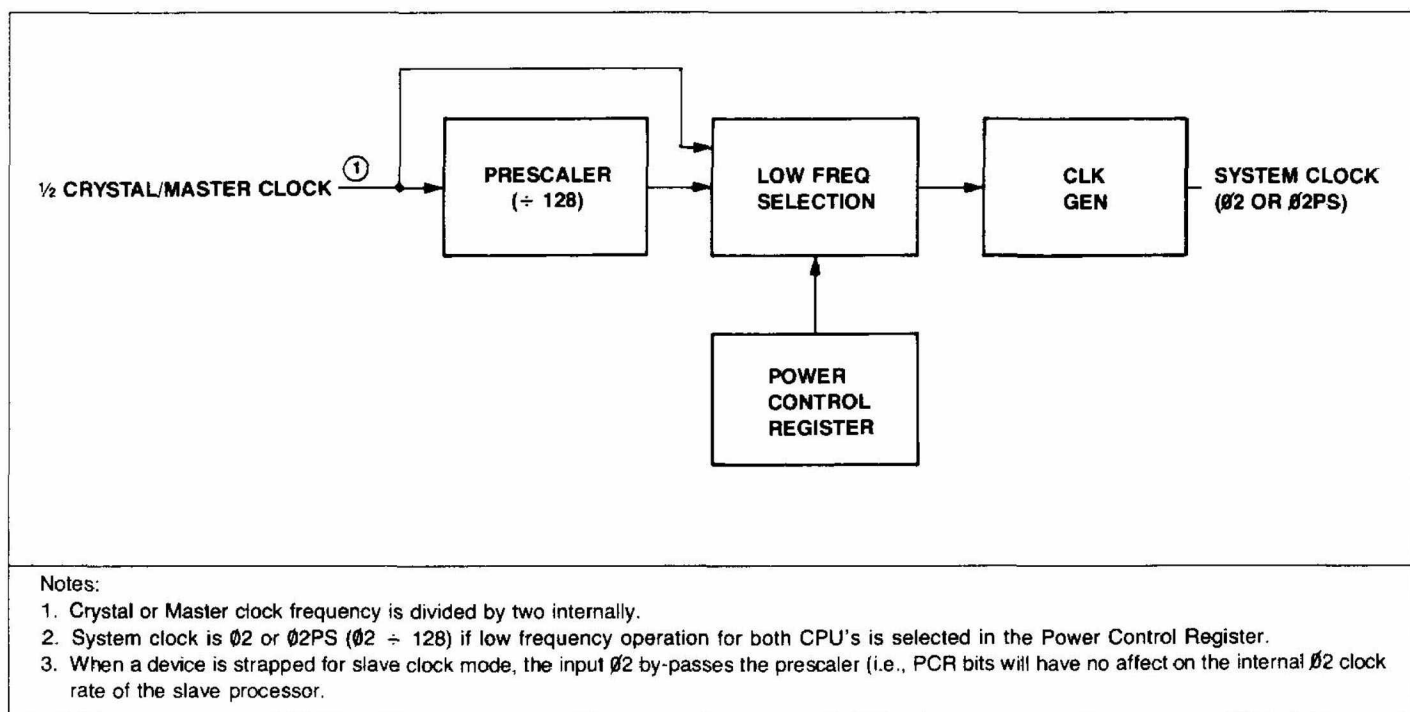 ½ CRYSTAL/MASTER CLOCK
①
PRESCALER
(÷ 128)
LOW FREQ
SELECTION
CLK
GEN
SYSTEM CLOCK
(Ø2 OR Ø2PS)
POWER
CONTROL
REGISTER
Notes:
1. Crystal or Master clock frequency is divided by two internally.
2. System clock is Ø2 or Ø2PS (Ø2 ÷ 128) if low frequency operation for both CPU's is selected in the Power Control Register.
3. When a device is strapped for slave clock mode, the input Ø2 by-passes the prescaler (i.e., PCR bits will have no affect on the internal Ø2 clock
rate of the slave processor.